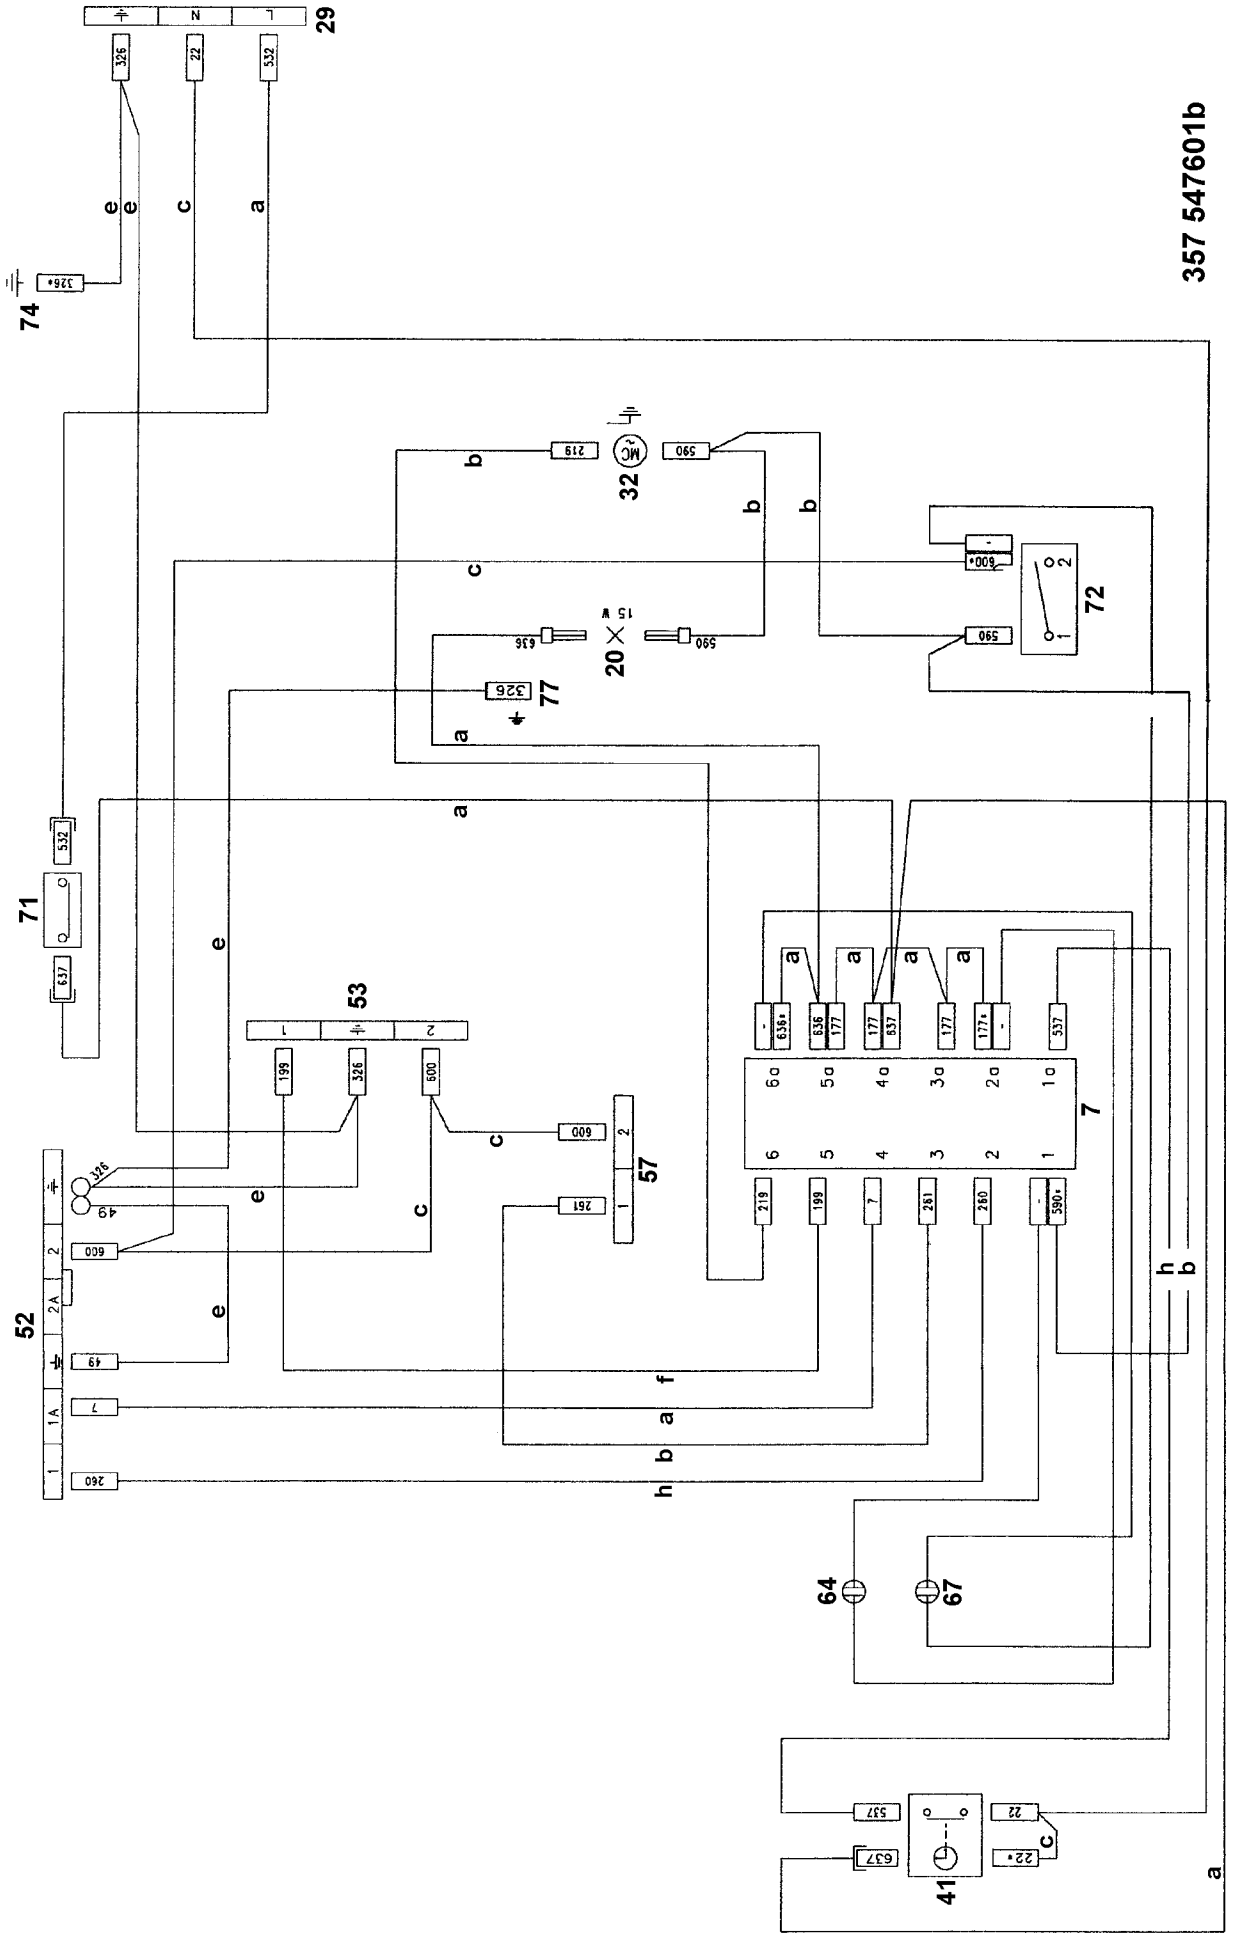 N
L
29
326
22
532
e
e
c
a
326*
74
357 547601b
b
219
MC
~
32
590
b
b
c
600*
-
590
1
2
72
636
15 W
20
590
326
77
a
a
532
71
637
e
53
1
2
199
326
600
c
c
e
57
600
261
1
2
52
1
1A
2A
2
326
49
600
49
7
260
e
f
a
b
h
a
a
a
a
-
636*
636
177
177
637
177
177*
-
537
6a
5a
4a
3a
2a
1a
6
5
4
3
2
1
7
219
199
7
261
260
-
590*
h
b
64
67
537
637
22
22*
c
41
a